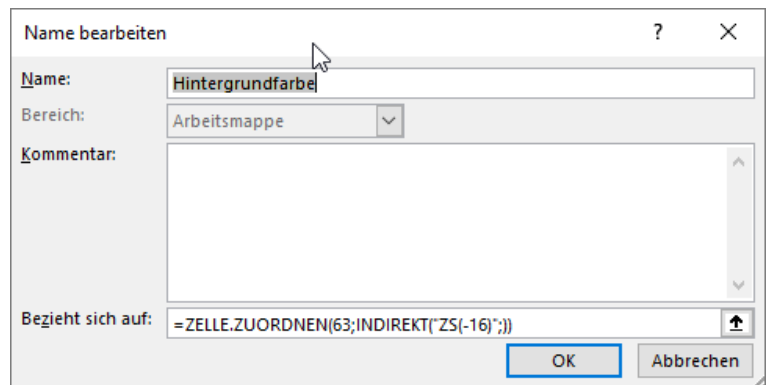 Name bearbeiten ?
Name: Hintergrundfarbe
Bereich: Arbeitsmappe
Kommentar:
Bezieht sich auf: =ZELLE.ZUORDNEN(63;INDIREKT("ZS(-16)";))
OK Abbrechen